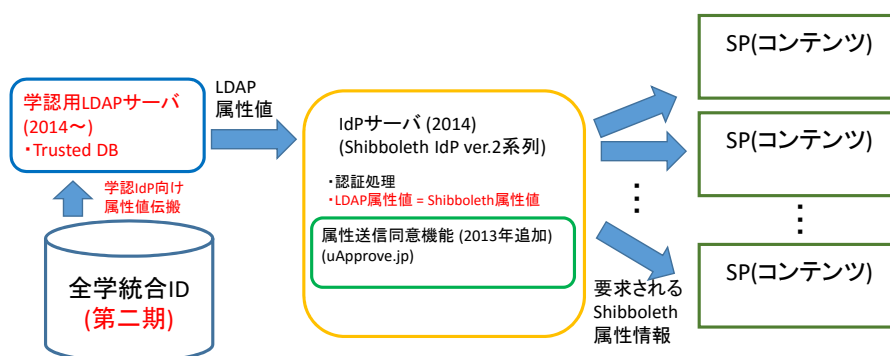 学認用LDAPサーバ
(2014～)
・Trusted DB
学認IdP向け
属性値伝搬
全学統合ID
(第二期)
LDAP
属性値
IdPサーバ (2014)
(Shibboleth IdP ver.2系列)
・認証処理
・LDAP属性値 = Shibboleth属性値
属性送信同意機能 (2013年追加)
(uApprove.jp)
要求される
Shibboleth
属性情報
SP(コンテンツ)
SP(コンテンツ)
SP(コンテンツ)